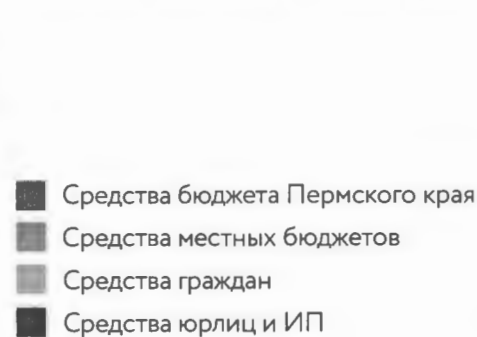 Средства бюджета Пермского края
Средства местных бюджетов
Средства граждан
Средства юрлиц и ИП